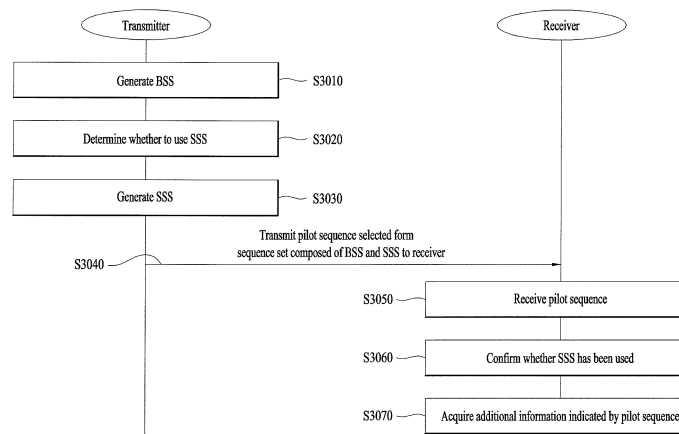 Transmitter
Receiver
Generate BSS
S3010
Determine whether to use SSS
S3020
Generate SSS
S3030
Transmit pilot sequence selected form
sequence set composed of BSS and SSS to receiver
S3040
S3050
Receive pilot sequence
S3060
Confirm whether SSS has been used
S3070
Acquire additional information indicated by pilot sequence